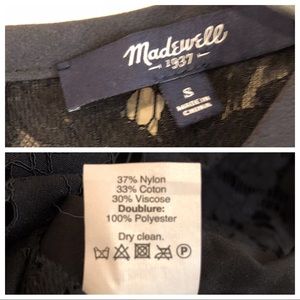 Madewell
1937
S
MADE IN
CHINA
37% Nylon
33% Coton
30% Viscose
Doublure:
100% Polyester
Dry clean.
P